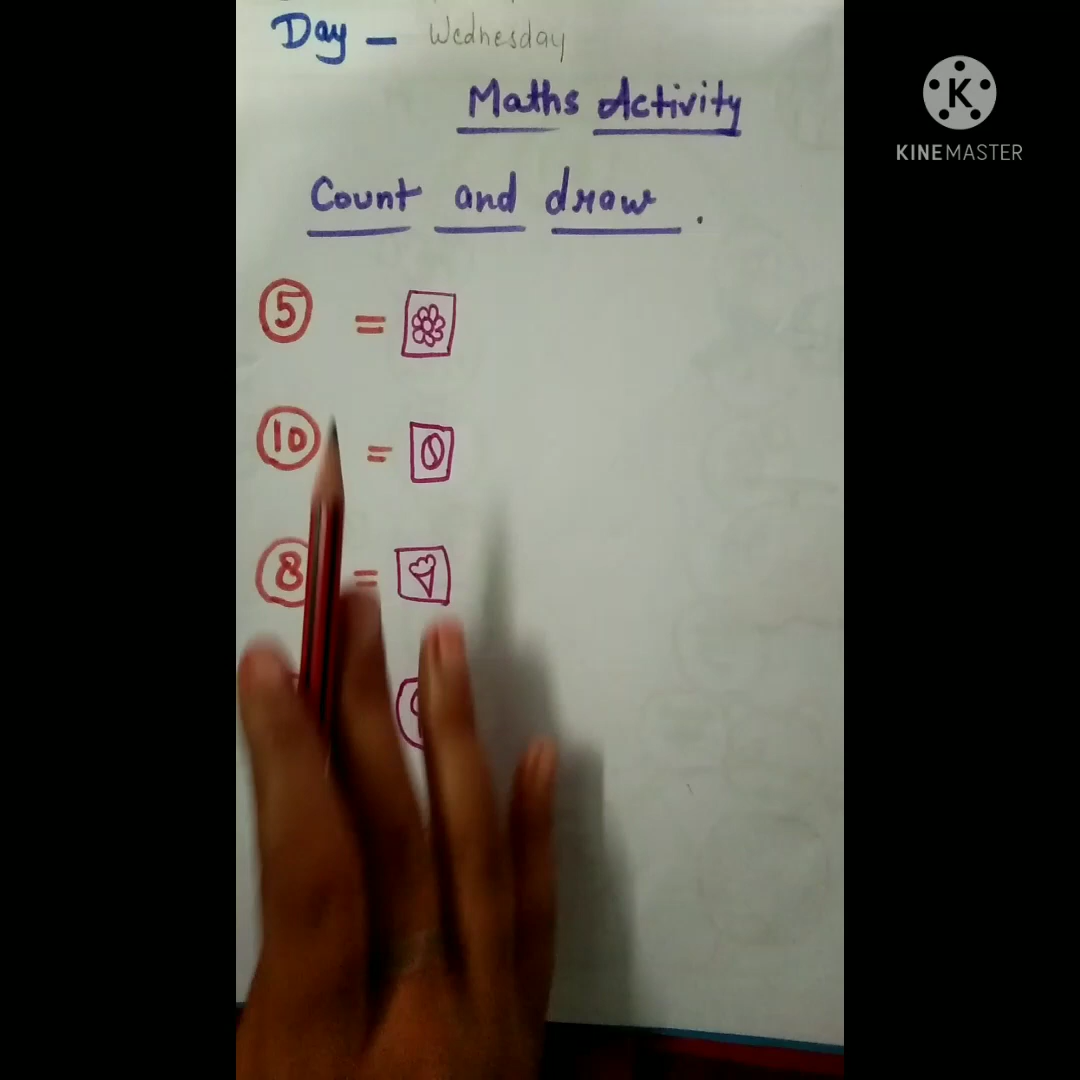 Day - Wednesday
Maths Activity
Count and draw.
5 =
10 =
8 =
K
KINEMASTER